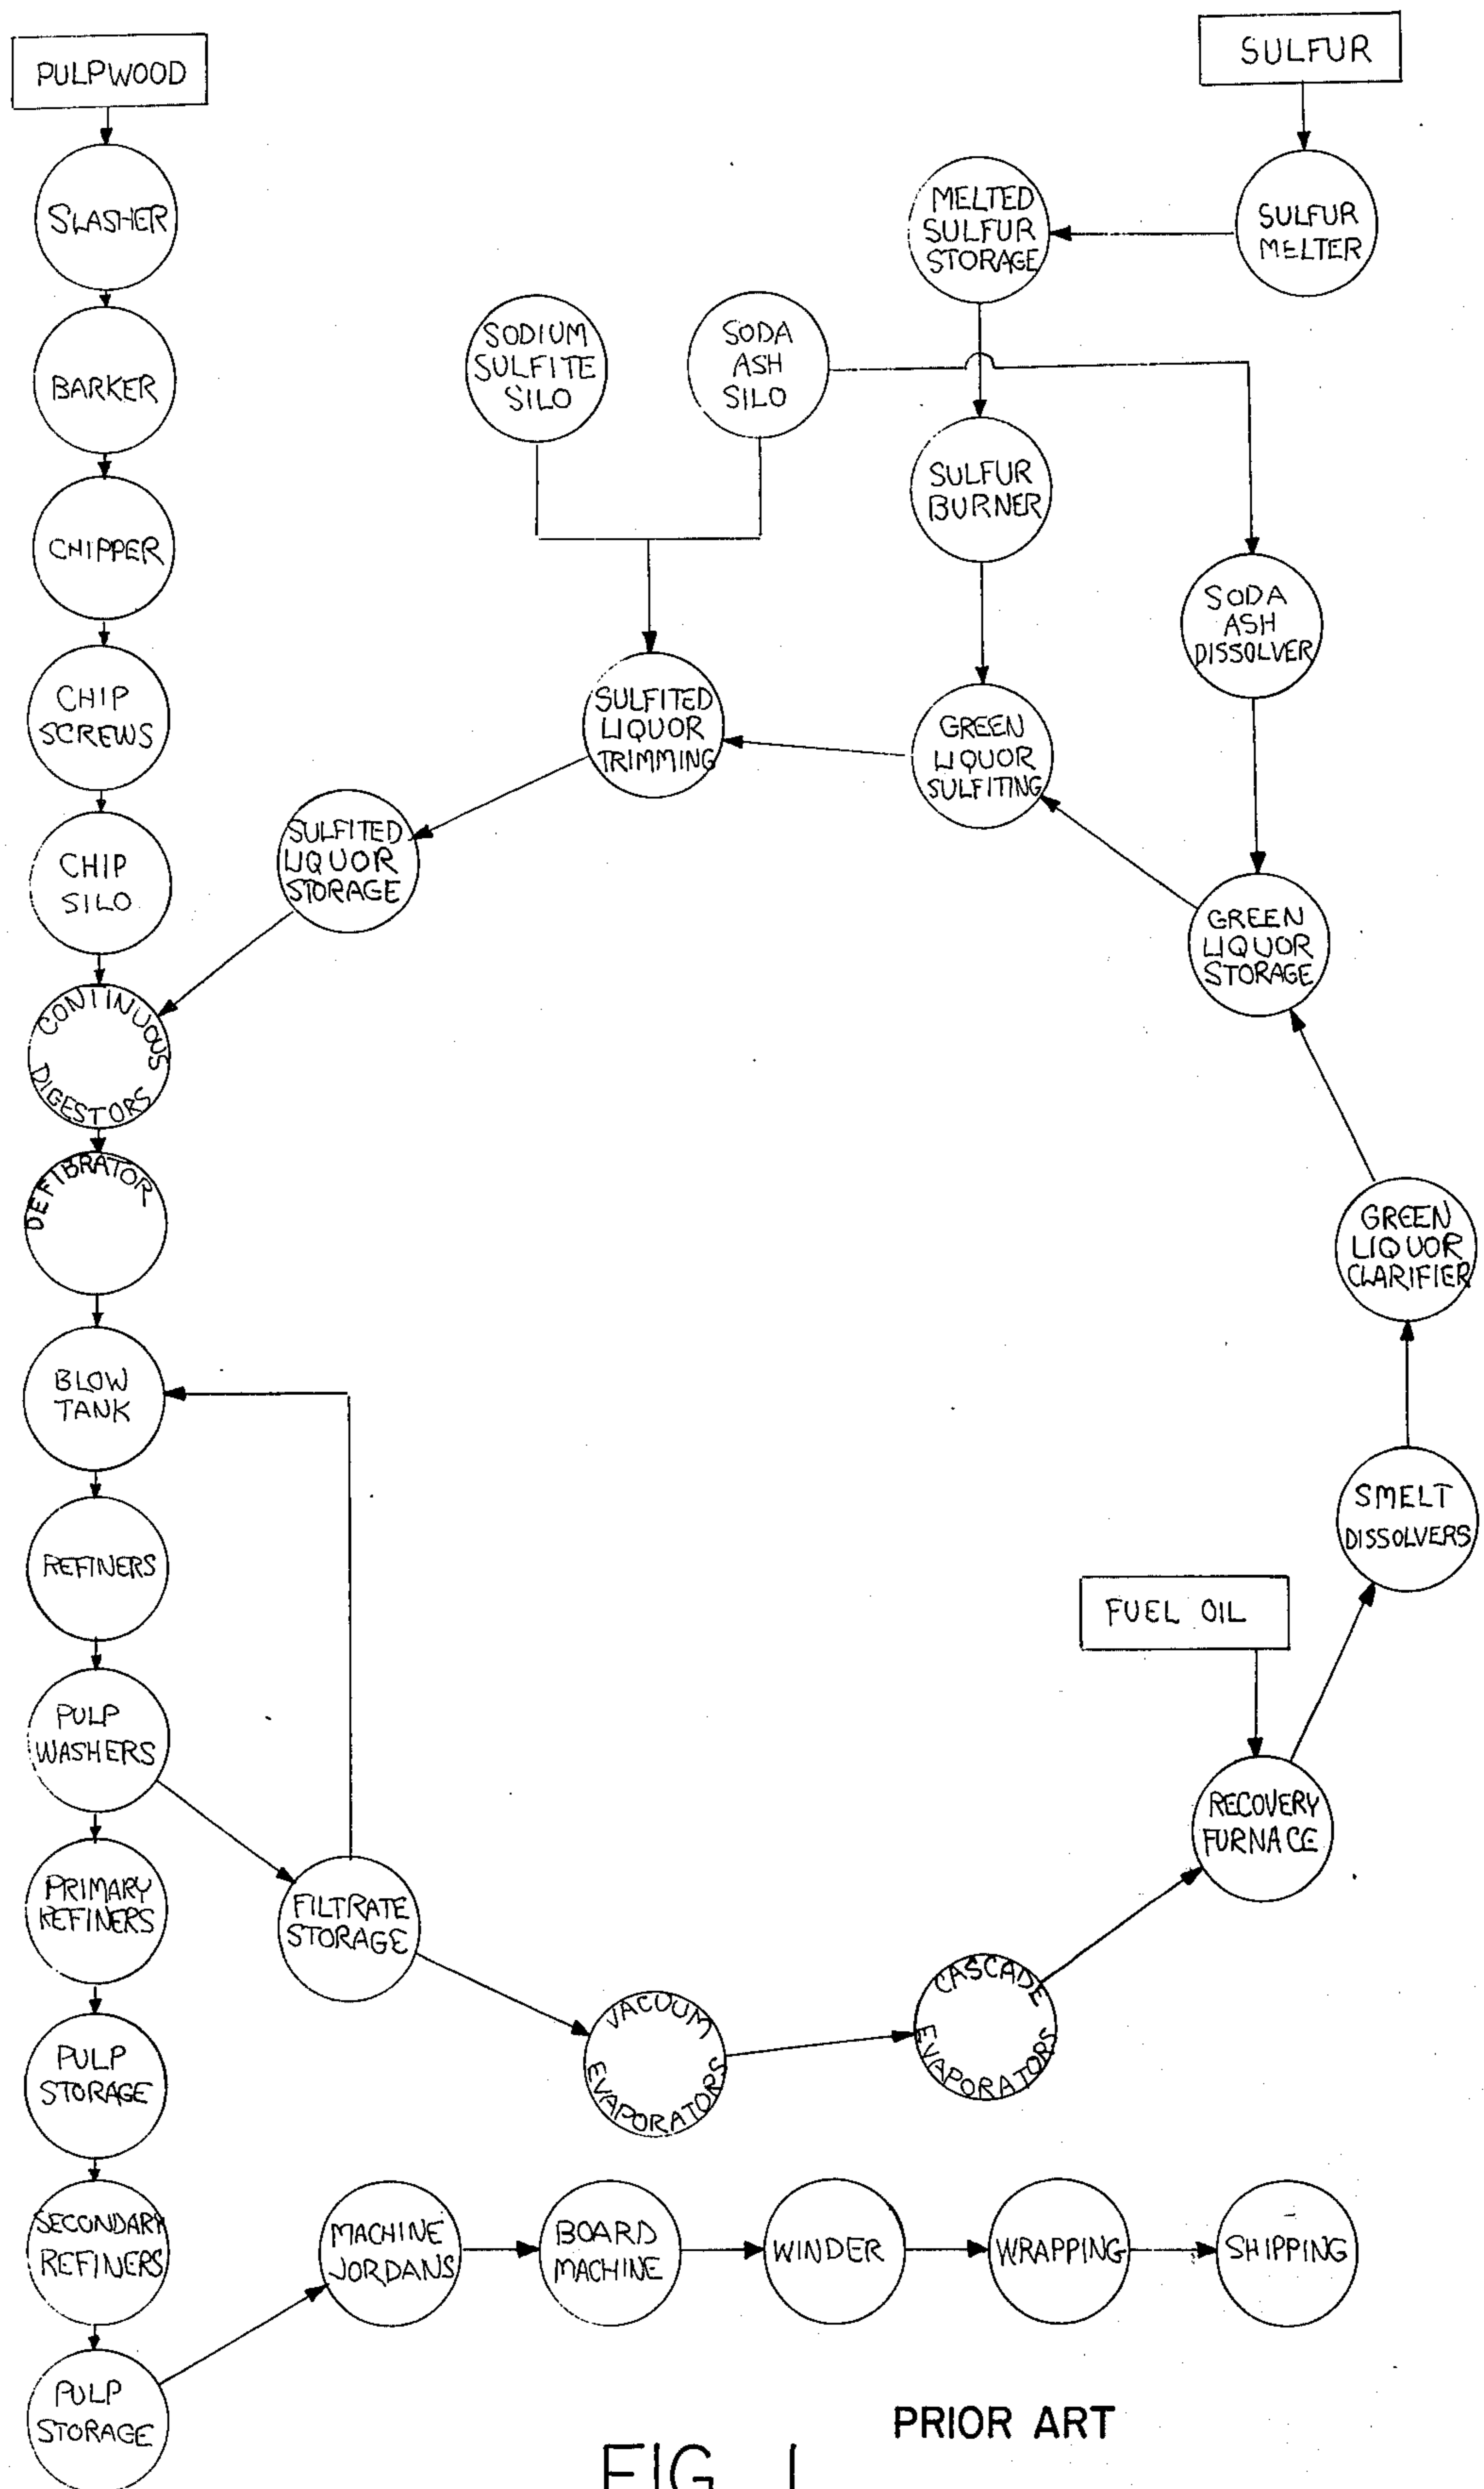 PULPWOOD
SULFUR
SLASHER
MELTED
SULFUR
STORAGE
SULFUR
MELTER
BARKER
SODIUM
SULFITE
SILO
SODA
ASH
SILO
CHIPPER
SULFUR
BURNER
SODA
ASH
DISSOLVER
CHIP
SCREWS
SULFITED
LIQUOR
TRIMMING
GREEN
LIQUOR
SULFITING
CHIP
SILO
SULFITED
LIQUOR
STORAGE
GREEN
LIQUOR
STORAGE
CONTINUOUS
DIGESTORS
DEFIBRATOR
GREEN
LIQUOR
CLARIFIER
BLOW
TANK
SMELT
DISSOLVERS
REFINERS
FUEL OIL
PULP
WASHERS
RECOVERY
FURNACE
PRIMARY
REFINERS
FILTRATE
STORAGE
VACUUM
EVAPORATORS
CASCADE
EVAPORATORS
PULP
STORAGE
SECONDARY
REFINERS
MACHINE
JORDANS
BOARD
MACHINE
WINDER
WRAPPING
SHIPPING
PULP
STORAGE
PRIOR ART
FIG. 1